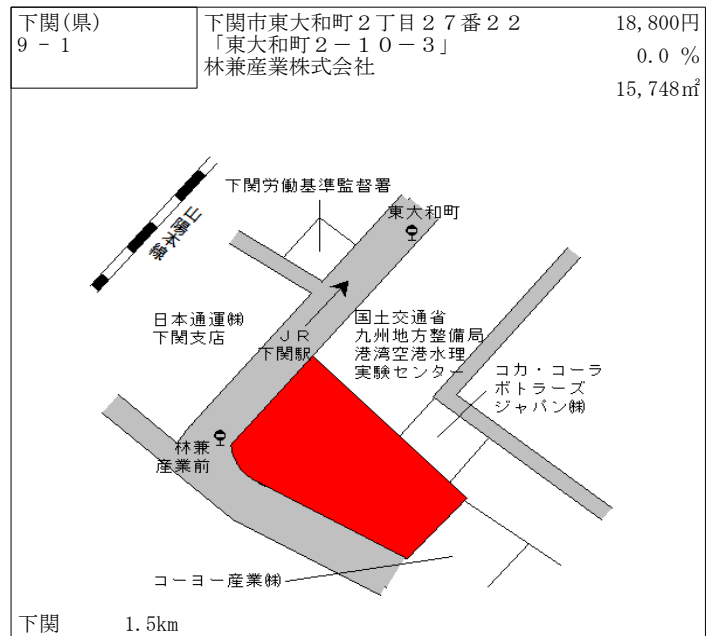 下関(県)
9-1
下関市東大和町2丁目27番22
「東大和町2-10-3」
林兼産業株式会社
18,800円
0.0 %
15,748㎡
下関労働基準監督署
東大和町
山陽本線
日本通運㈱
下関支店
JR
下関駅
国土交通省
九州地方整備局
港湾空港水理
実験センター
コカ・コーラ
ボトラーズ
ジャパン㈱
林兼
産業前
コーヨー産業㈱
下関 1.5km